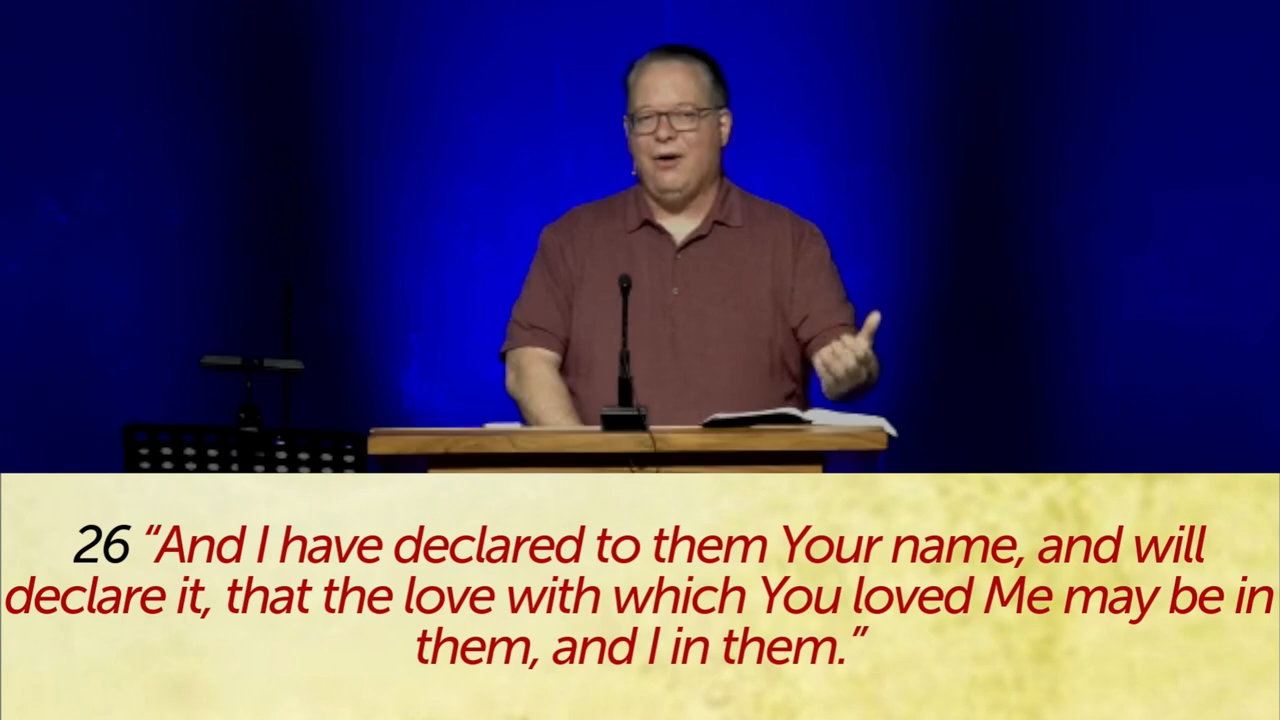 26 “And I have declared to them Your name, and will
declare it, that the love with which You loved Me may be in
them, and I in them.”